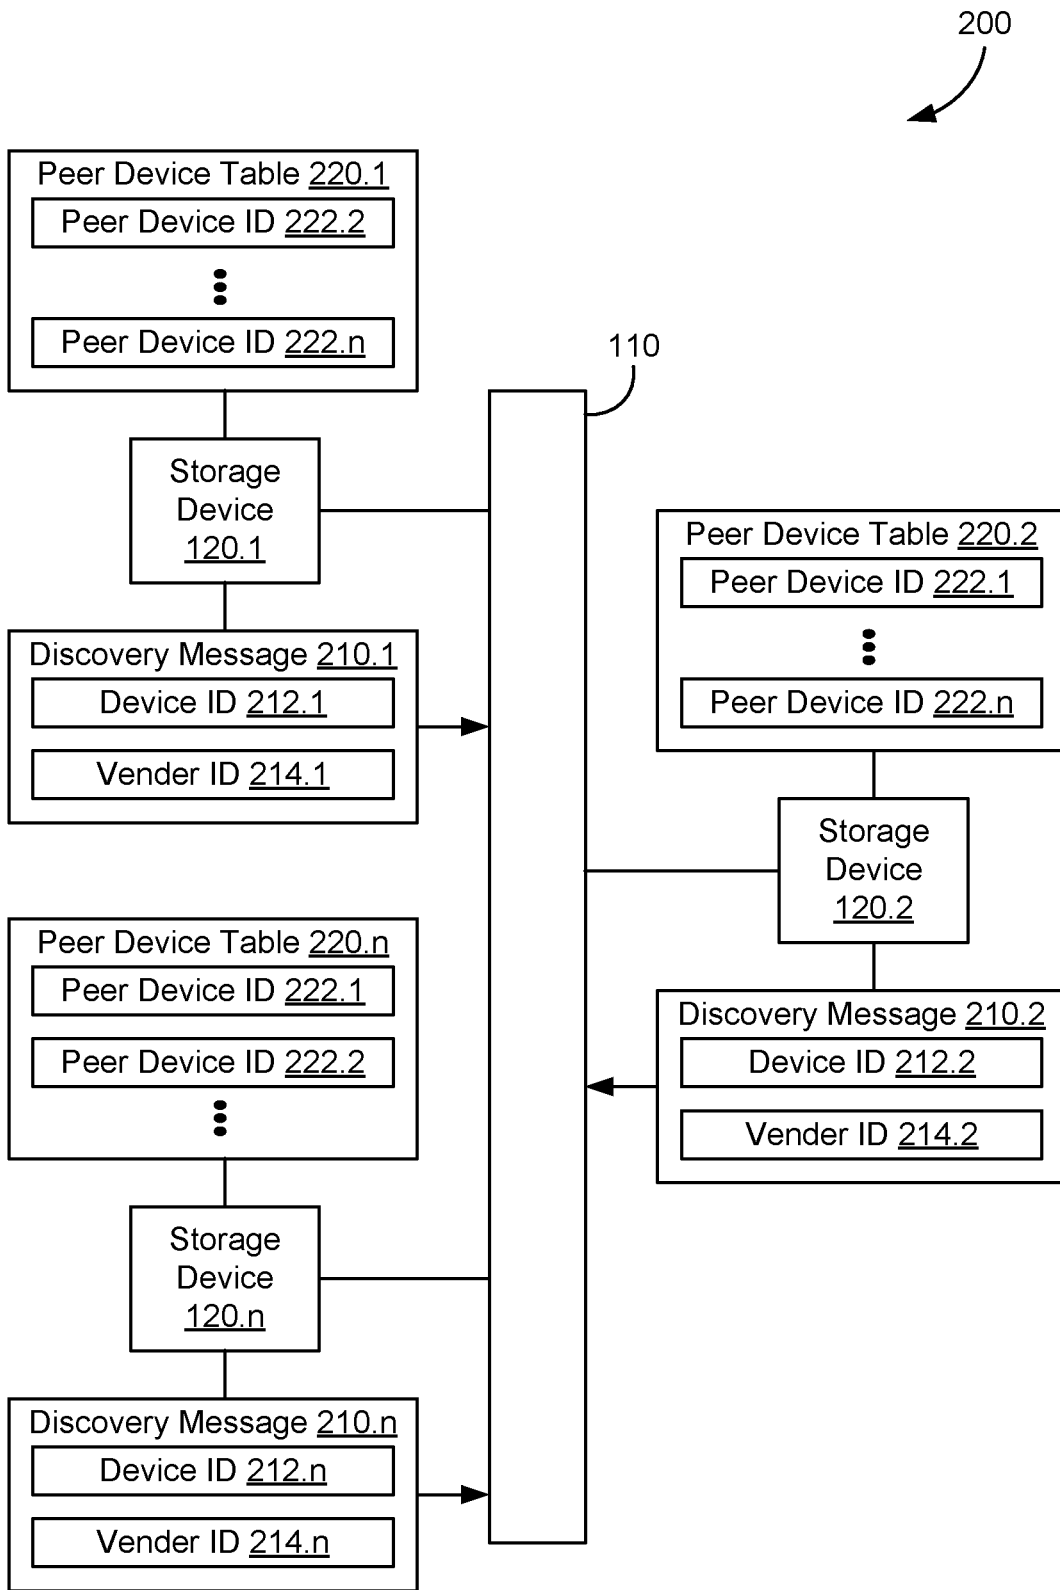 200
Peer Device Table 220.1
Peer Device ID 222.2
Peer Device ID 222.n
110
Storage
Device
120.1
Discovery Message 210.1
Device ID 212.1
Vender ID 214.1
Peer Device Table 220.2
Peer Device ID 222.1
Peer Device ID 222.n
Storage
Device
120.2
Discovery Message 210.2
Device ID 212.2
Vender ID 214.2
Peer Device Table 220.n
Peer Device ID 222.1
Peer Device ID 222.2
Storage
Device
120.n
Discovery Message 210.n
Device ID 212.n
Vender ID 214.n